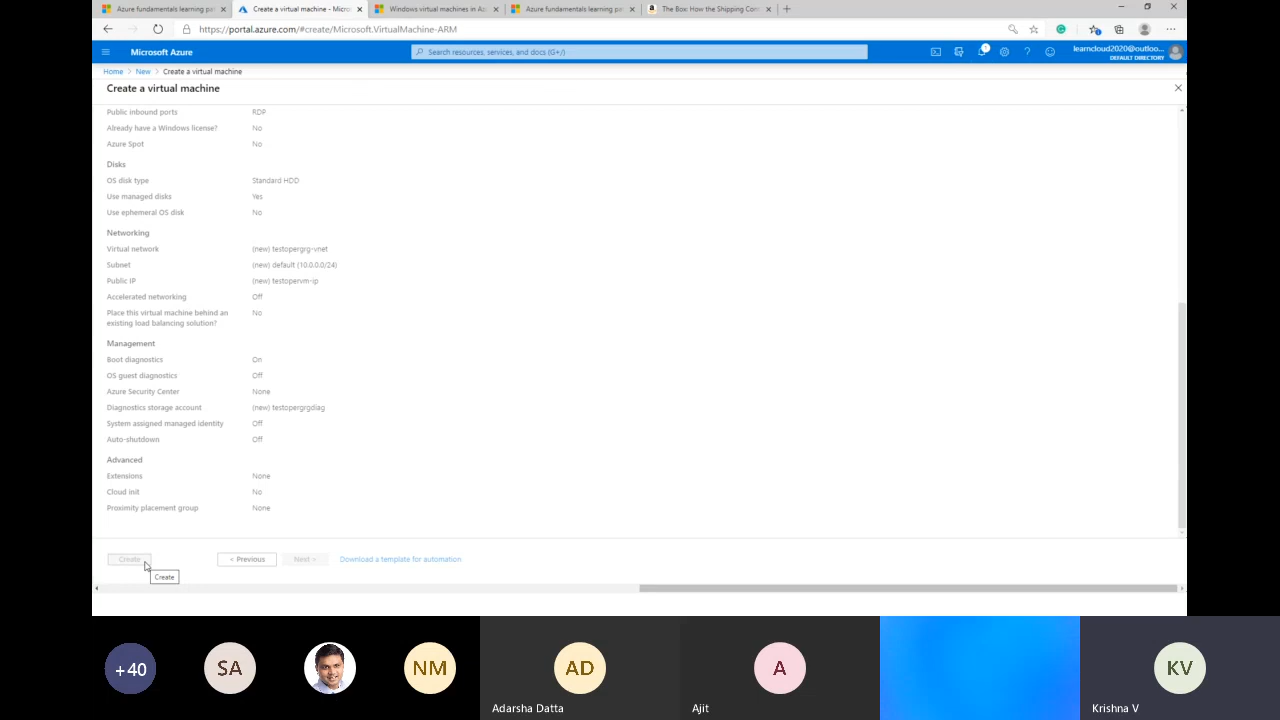 Azure fundamentals learning pat
Create a virtual machine - Micros
Windows virtual machines in Az
Azure fundamentals learning pat
The Box: How the Shipping Con
https://portal.azure.com/#create/Microsoft.VirtualMachine-ARM
Microsoft Azure
Search resources, services, and docs (G+/)
1
learncloud2020@outloo...
DEFAULT DIRECTORY
Home > New > Create a virtual machine
Create a virtual machine
Public inbound ports RDP
Already have a Windows license? No
Azure Spot No
Disks
OS disk type Standard HDD
Use managed disks Yes
Use ephemeral OS disk No
Networking
Virtual network (new) testopergrg-vnet
Subnet (new) default (10.0.0.0/24)
Public IP (new) testopervm-ip
Accelerated networking Off
Place this virtual machine behind an No
existing load balancing solution?
Management
Boot diagnostics On
OS guest diagnostics Off
Azure Security Center None
Diagnostics storage account (new) testopergrgdiag
System assigned managed identity Off
Auto-shutdown Off
Advanced
Extensions None
Cloud init No
Proximity placement group None
Create < Previous Next > Download a template for automation
Create
+40 SA NM AD A KV
Adarsha Datta Ajit Krishna V